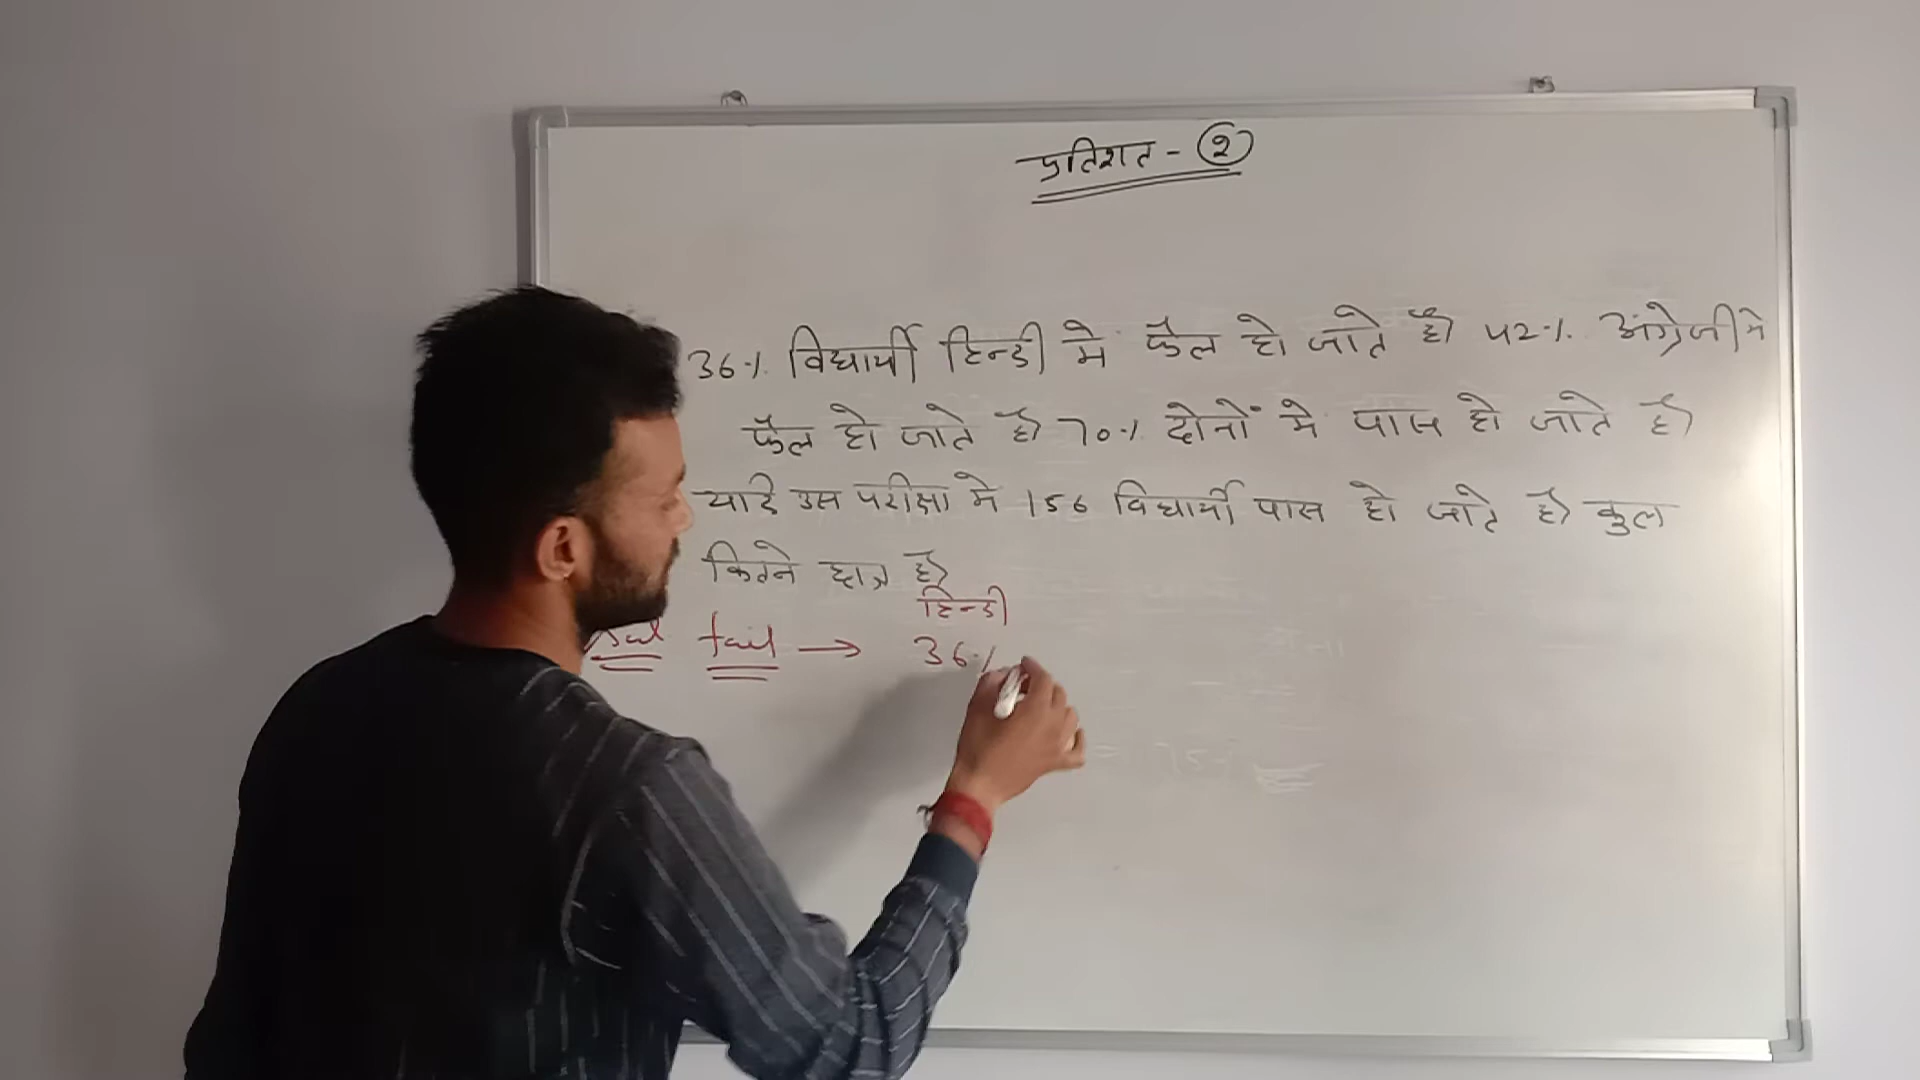 प्रतिशत - 2
36% विद्यार्थी हिन्दी मे फैल हो जाते है 42% अंग्रेजी मे
फैल हो जाते है 70% दोनों मे पास हो जाते है
यदि उस परीक्षा मे 156 विद्यार्थी पास हो जाते है कुल
कितने छात्र है
हिन्दी
fail → 36%